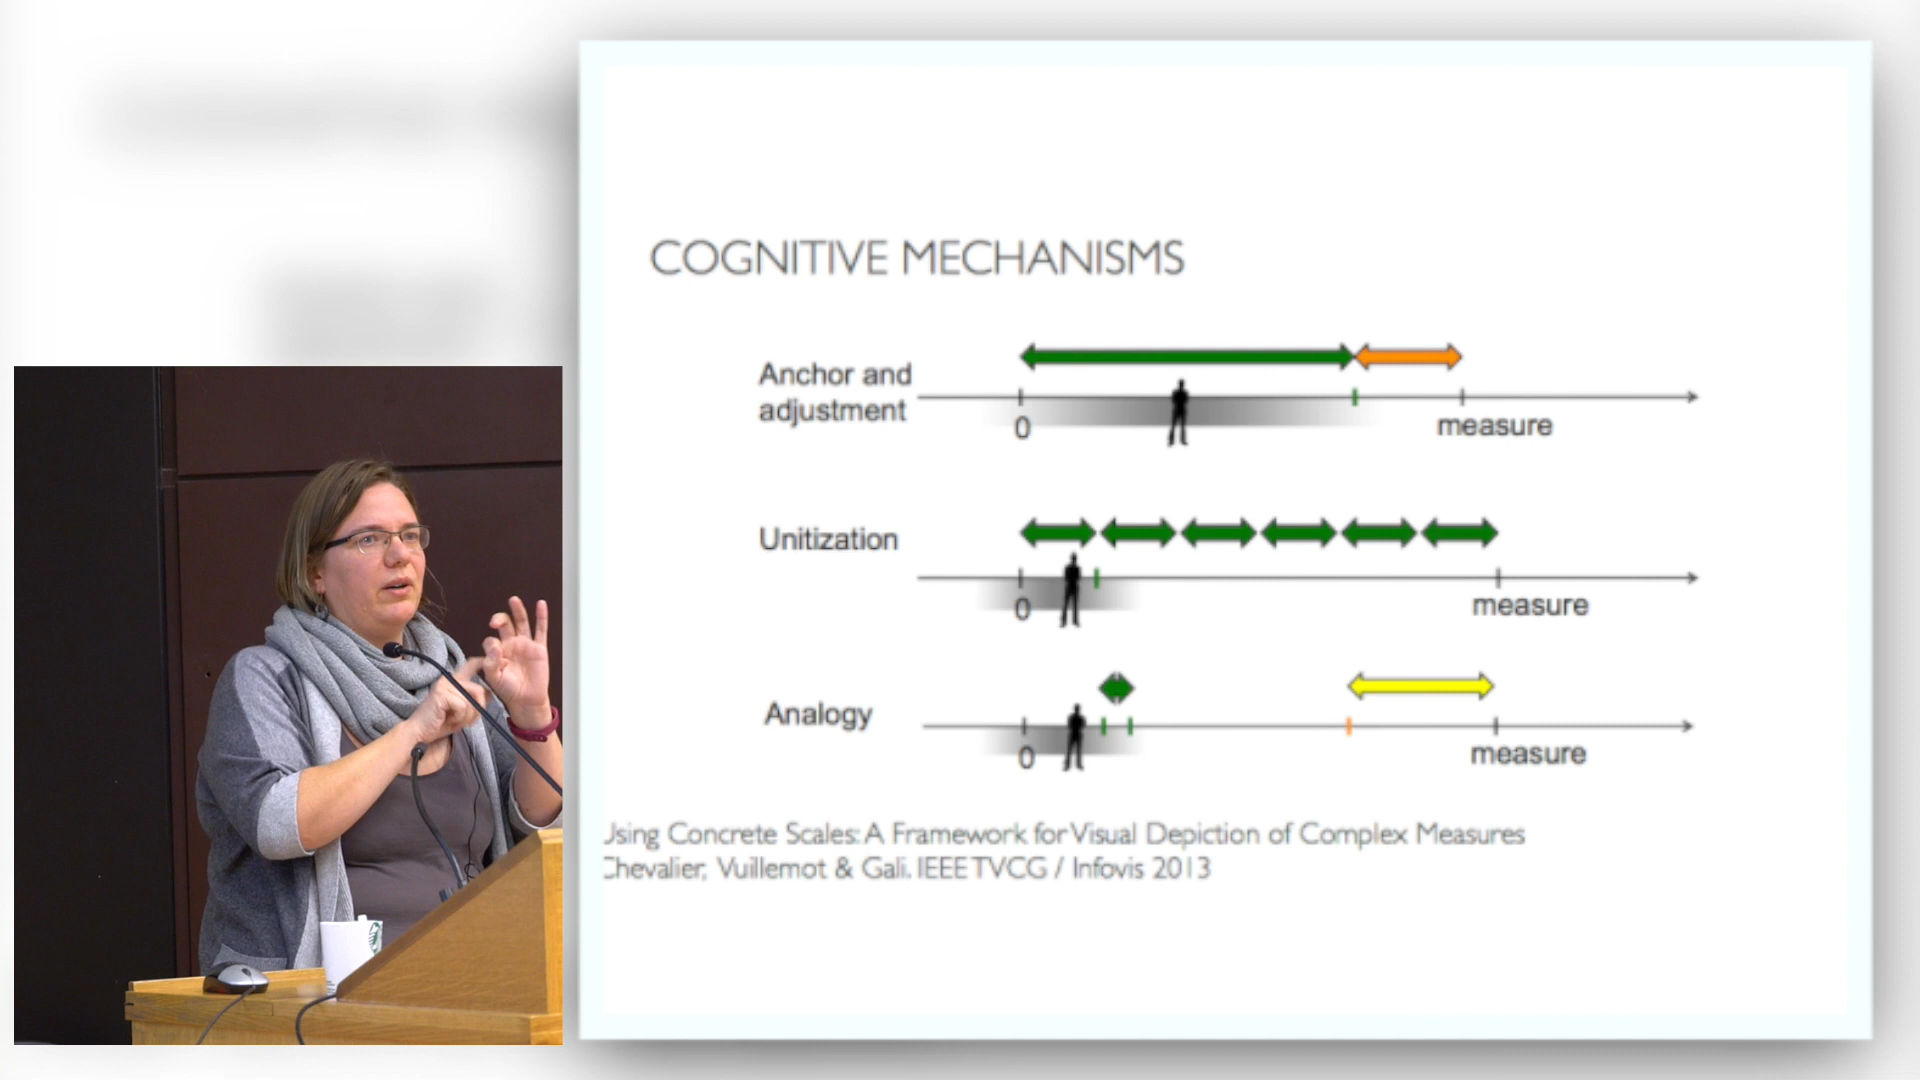 COGNITIVE MECHANISMS
Anchor and
adjustment
0
measure
Unitization
0
measure
Analogy
0
measure
Using Concrete Scales: A Framework for Visual Depiction of Complex Measures
Chevalier, Vuillemot & Gali. IEEE TVCG / Infovis 2013